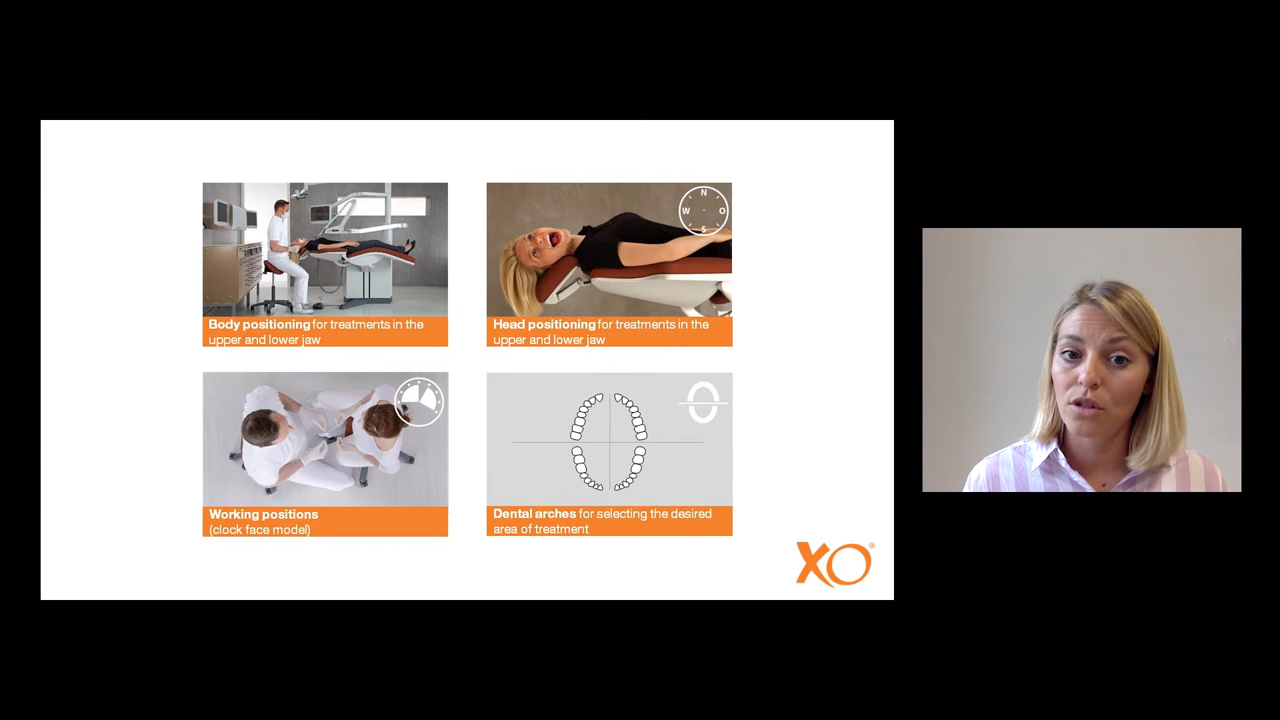 N
W O
S
Body positioning for treatments in the
upper and lower jaw
Head positioning for treatments in the
upper and lower jaw
Working positions
(clock face model)
Dental arches for selecting the desired
area of treatment
XO®